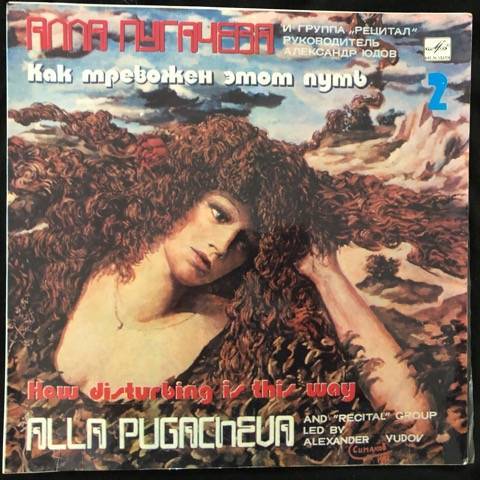 АЛЛА ПУГАЧЕВА
И ГРУППА „РЕЦИТАЛ"
РУКОВОДИТЕЛЬ
АЛЕКСАНДР ЮДОВ
Как тревожен этот путь
2
How disturbing is this way
ALLA PUGACHEVA
AND "RECITAL" GROUP
LED BY
ALEXANDER YUDOV